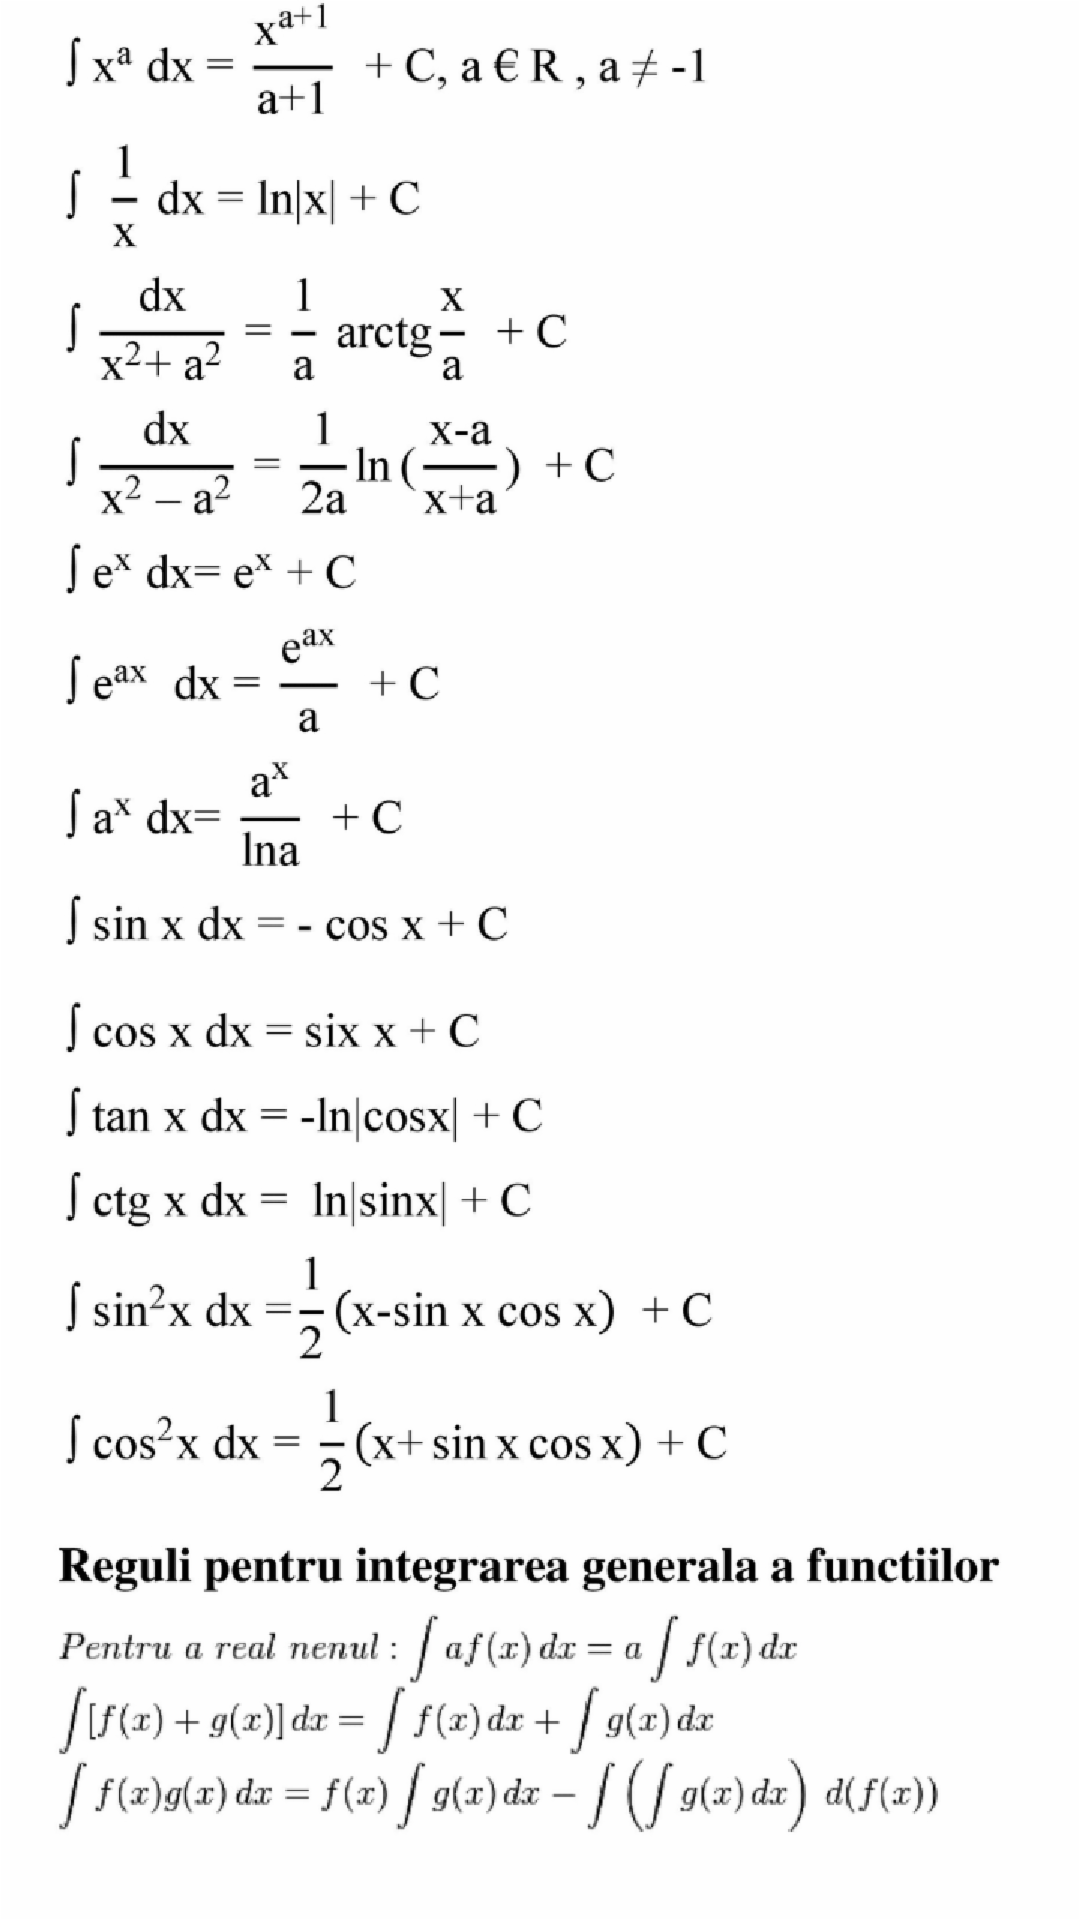 ∫ xᵃ dx = xᵃ⁺¹/a+1 + C, a € R , a ≠ -1
∫ 1/x dx = ln|x| + C
∫ dx/x²+ a² = 1/a arctg x/a + C
∫ dx/x² – a² = 1/2a ln (x-a/x+a) + C
∫ eˣ dx= eˣ + C
∫ eᵃˣ dx = eᵃˣ/a + C
∫ aˣ dx= aˣ/lna + C
∫ sin x dx = - cos x + C
∫ cos x dx = six x + C
∫ tan x dx = -ln|cosx| + C
∫ ctg x dx = ln|sinx| + C
∫ sin²x dx = 1/2 (x-sin x cos x) + C
∫ cos²x dx = 1/2 (x+ sin x cos x) + C
Reguli pentru integrarea generala a functiilor
Pentru a real nenul : ∫ af(x) dx = a ∫ f(x) dx
∫[f(x) + g(x)] dx = ∫ f(x) dx + ∫ g(x) dx
∫ f(x)g(x) dx = f(x) ∫ g(x) dx − ∫ (∫ g(x) dx) d(f(x))